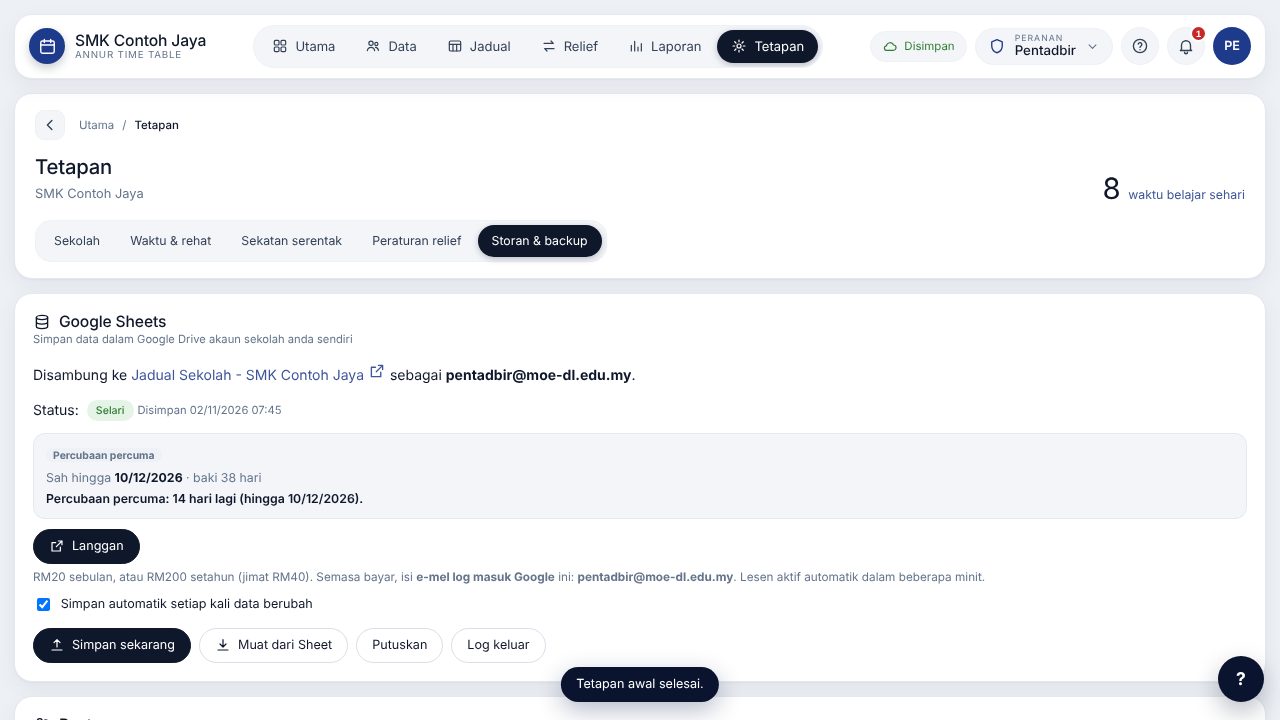 SMK Contoh Jaya
ANNUR TIME TABLE
Utama
Data
Jadual
Relief
Laporan
Tetapan
Disimpan
PERANAN
Pentadbir
1
PE
Utama / Tetapan
Tetapan
SMK Contoh Jaya
8 waktu belajar sehari
Sekolah
Waktu & rehat
Sekatan serentak
Peraturan relief
Storan & backup
Google Sheets
Simpan data dalam Google Drive akaun sekolah anda sendiri
Disambung ke Jadual Sekolah - SMK Contoh Jaya sebagai pentadbir@moe-dl.edu.my.
Status: Selari Disimpan 02/11/2026 07:45
Percubaan percuma
Sah hingga 10/12/2026 · baki 38 hari
Percubaan percuma: 14 hari lagi (hingga 10/12/2026).
Langgan
RM20 sebulan, atau RM200 setahun (jimat RM40). Semasa bayar, isi e-mel log masuk Google ini: pentadbir@moe-dl.edu.my. Lesen aktif automatik dalam beberapa minit.
Simpan automatik setiap kali data berubah
Simpan sekarang
Muat dari Sheet
Putuskan
Log keluar
Tetapan awal selesai.
?